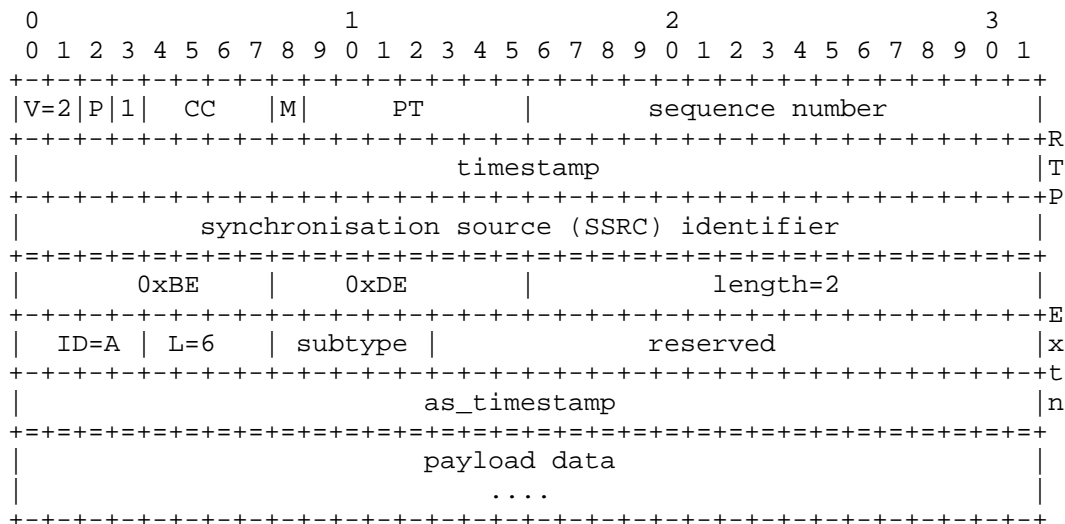 0                   1                   2                   3
 0 1 2 3 4 5 6 7 8 9 0 1 2 3 4 5 6 7 8 9 0 1 2 3 4 5 6 7 8 9 0 1
+-+-+-+-+-+-+-+-+-+-+-+-+-+-+-+-+-+-+-+-+-+-+-+-+-+-+-+-+-+-+-+-+
|V=2|P|1|  CC   |M|     PT      |       sequence number         |
+-+-+-+-+-+-+-+-+-+-+-+-+-+-+-+-+-+-+-+-+-+-+-+-+-+-+-+-+-+-+-+-+R
|                           timestamp                           |T
+-+-+-+-+-+-+-+-+-+-+-+-+-+-+-+-+-+-+-+-+-+-+-+-+-+-+-+-+-+-+-+-+P
|           synchronisation source (SSRC) identifier            |
+=+=+=+=+=+=+=+=+=+=+=+=+=+=+=+=+=+=+=+=+=+=+=+=+=+=+=+=+=+=+=+=+
|       0xBE    |    0xDE       |           length=2            |
+-+-+-+-+-+-+-+-+-+-+-+-+-+-+-+-+-+-+-+-+-+-+-+-+-+-+-+-+-+-+-+-+E
|  ID=A | L=6   | subtype |             reserved                |x
+-+-+-+-+-+-+-+-+-+-+-+-+-+-+-+-+-+-+-+-+-+-+-+-+-+-+-+-+-+-+-+-+t
|                         as_timestamp                          |n
+=+=+=+=+=+=+=+=+=+=+=+=+=+=+=+=+=+=+=+=+=+=+=+=+=+=+=+=+=+=+=+=+
|                         payload data                          |
|                             ....                              |
+-+-+-+-+-+-+-+-+-+-+-+-+-+-+-+-+-+-+-+-+-+-+-+-+-+-+-+-+-+-+-+-+